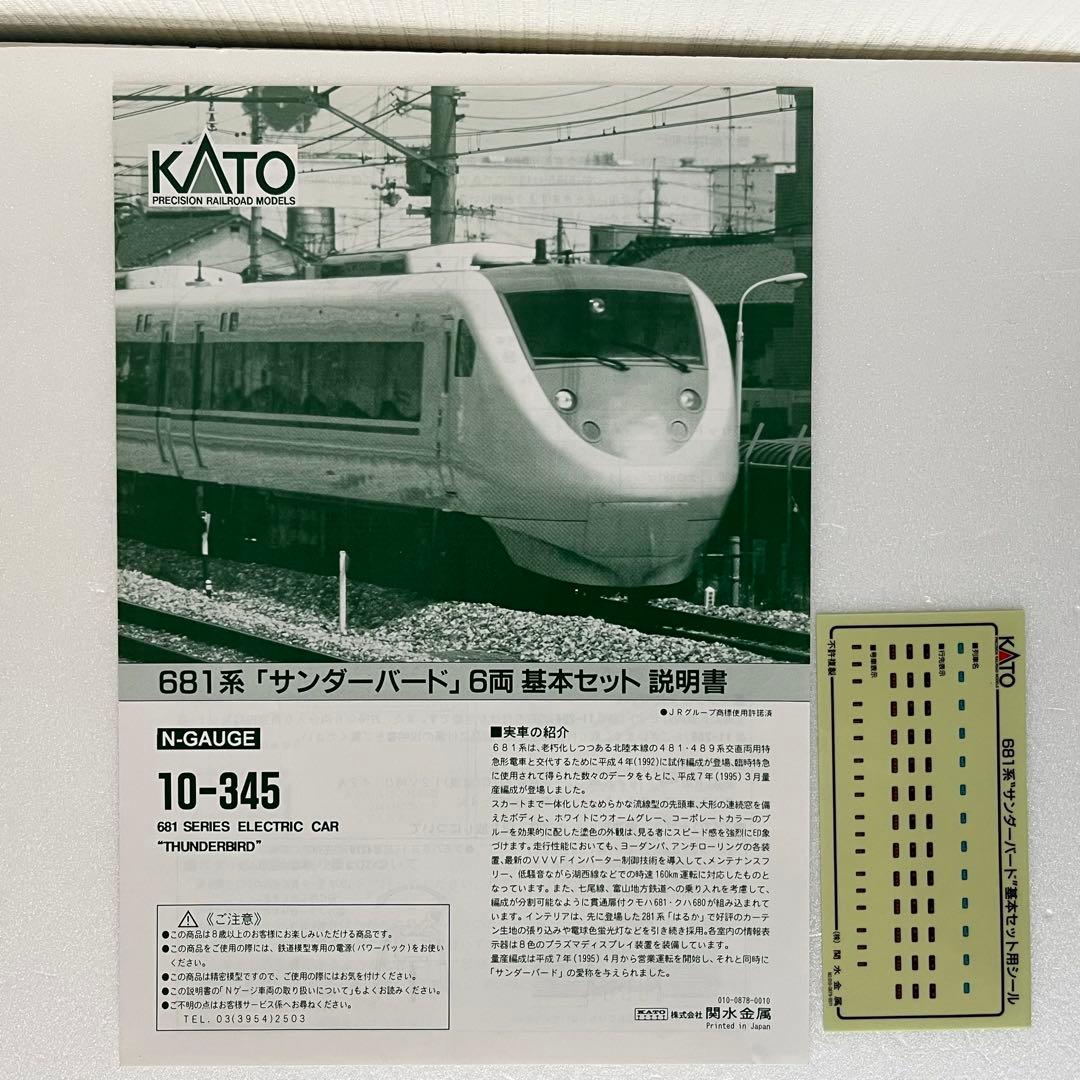 KATO
PRECISION RAILROAD MODELS
681系「サンダーバード」6両 基本セット 説明書
●JRグループ商標使用許諾済
N-GAUGE
10-345
681 SERIES ELECTRIC CAR
“THUNDERBIRD”
⚠《ご注意》
●この商品は8歳以上のお客様にお楽しみいただける商品です。
●この商品をご使用の際には、鉄道模型専用の電源(パワーパック)をお使い
ください。
●この商品は精密模型ですので、ご使用の際にはお気を付けください。
●この説明書の「Nゲージ車両の取り扱いについて」もよくお読みください。
●ご不明の点はお客様サービス係へお尋ねください。
TEL. 03(3954)2503
■実車の紹介
681系は、老朽化しつつある北陸本線の481・489系交直両用特
急形電車と交代するために平成4年(1992)に試作編成が登場、臨時特急
に使用されて得られた数々のデータをもとに、平成7年(1995)3月量
産編成が登場しました。
スカートまで一体化したなめらかな流線型の先頭車、大形の連続窓を備
えたボディと、ホワイトにウオームグレー、コーポレートカラーのブ
ルーを効果的に配した塗色の外観は、見る者にスピード感を強烈に印象
づけます。走行性能においても、ヨーダンパ、アンチローリングの各装
置、最新のVVVFインバーター制御技術を導入して、メンテナンスフ
リー、低騒音ながら湖西線などでの時速160km運転に対応したものと
なっています。また、七尾線、富山地方鉄道への乗り入れを考慮して、
編成が分割可能なように貫通扉付クモハ681・クハ680が組み込まれて
います。インテリアは、先に登場した281系「はるか」で好評のカーテ
ン生地の張り込みや電球色蛍光灯などを引き続き採用。各室内の情報表
示器は8色のプラズマディスプレイ装置を装備しています。
量産編成は平成7年(1995)4月から営業運転を開始し、それと同時に
「サンダーバード」の愛称を与えられました。
010-0878-0010
KATO 株式会社 関水金属
Printed in Japan
KATO
681系“サンダーバード”基本セット用シール
■列車名
■行先表示
■号車表示
不許複製
(株)関水金属